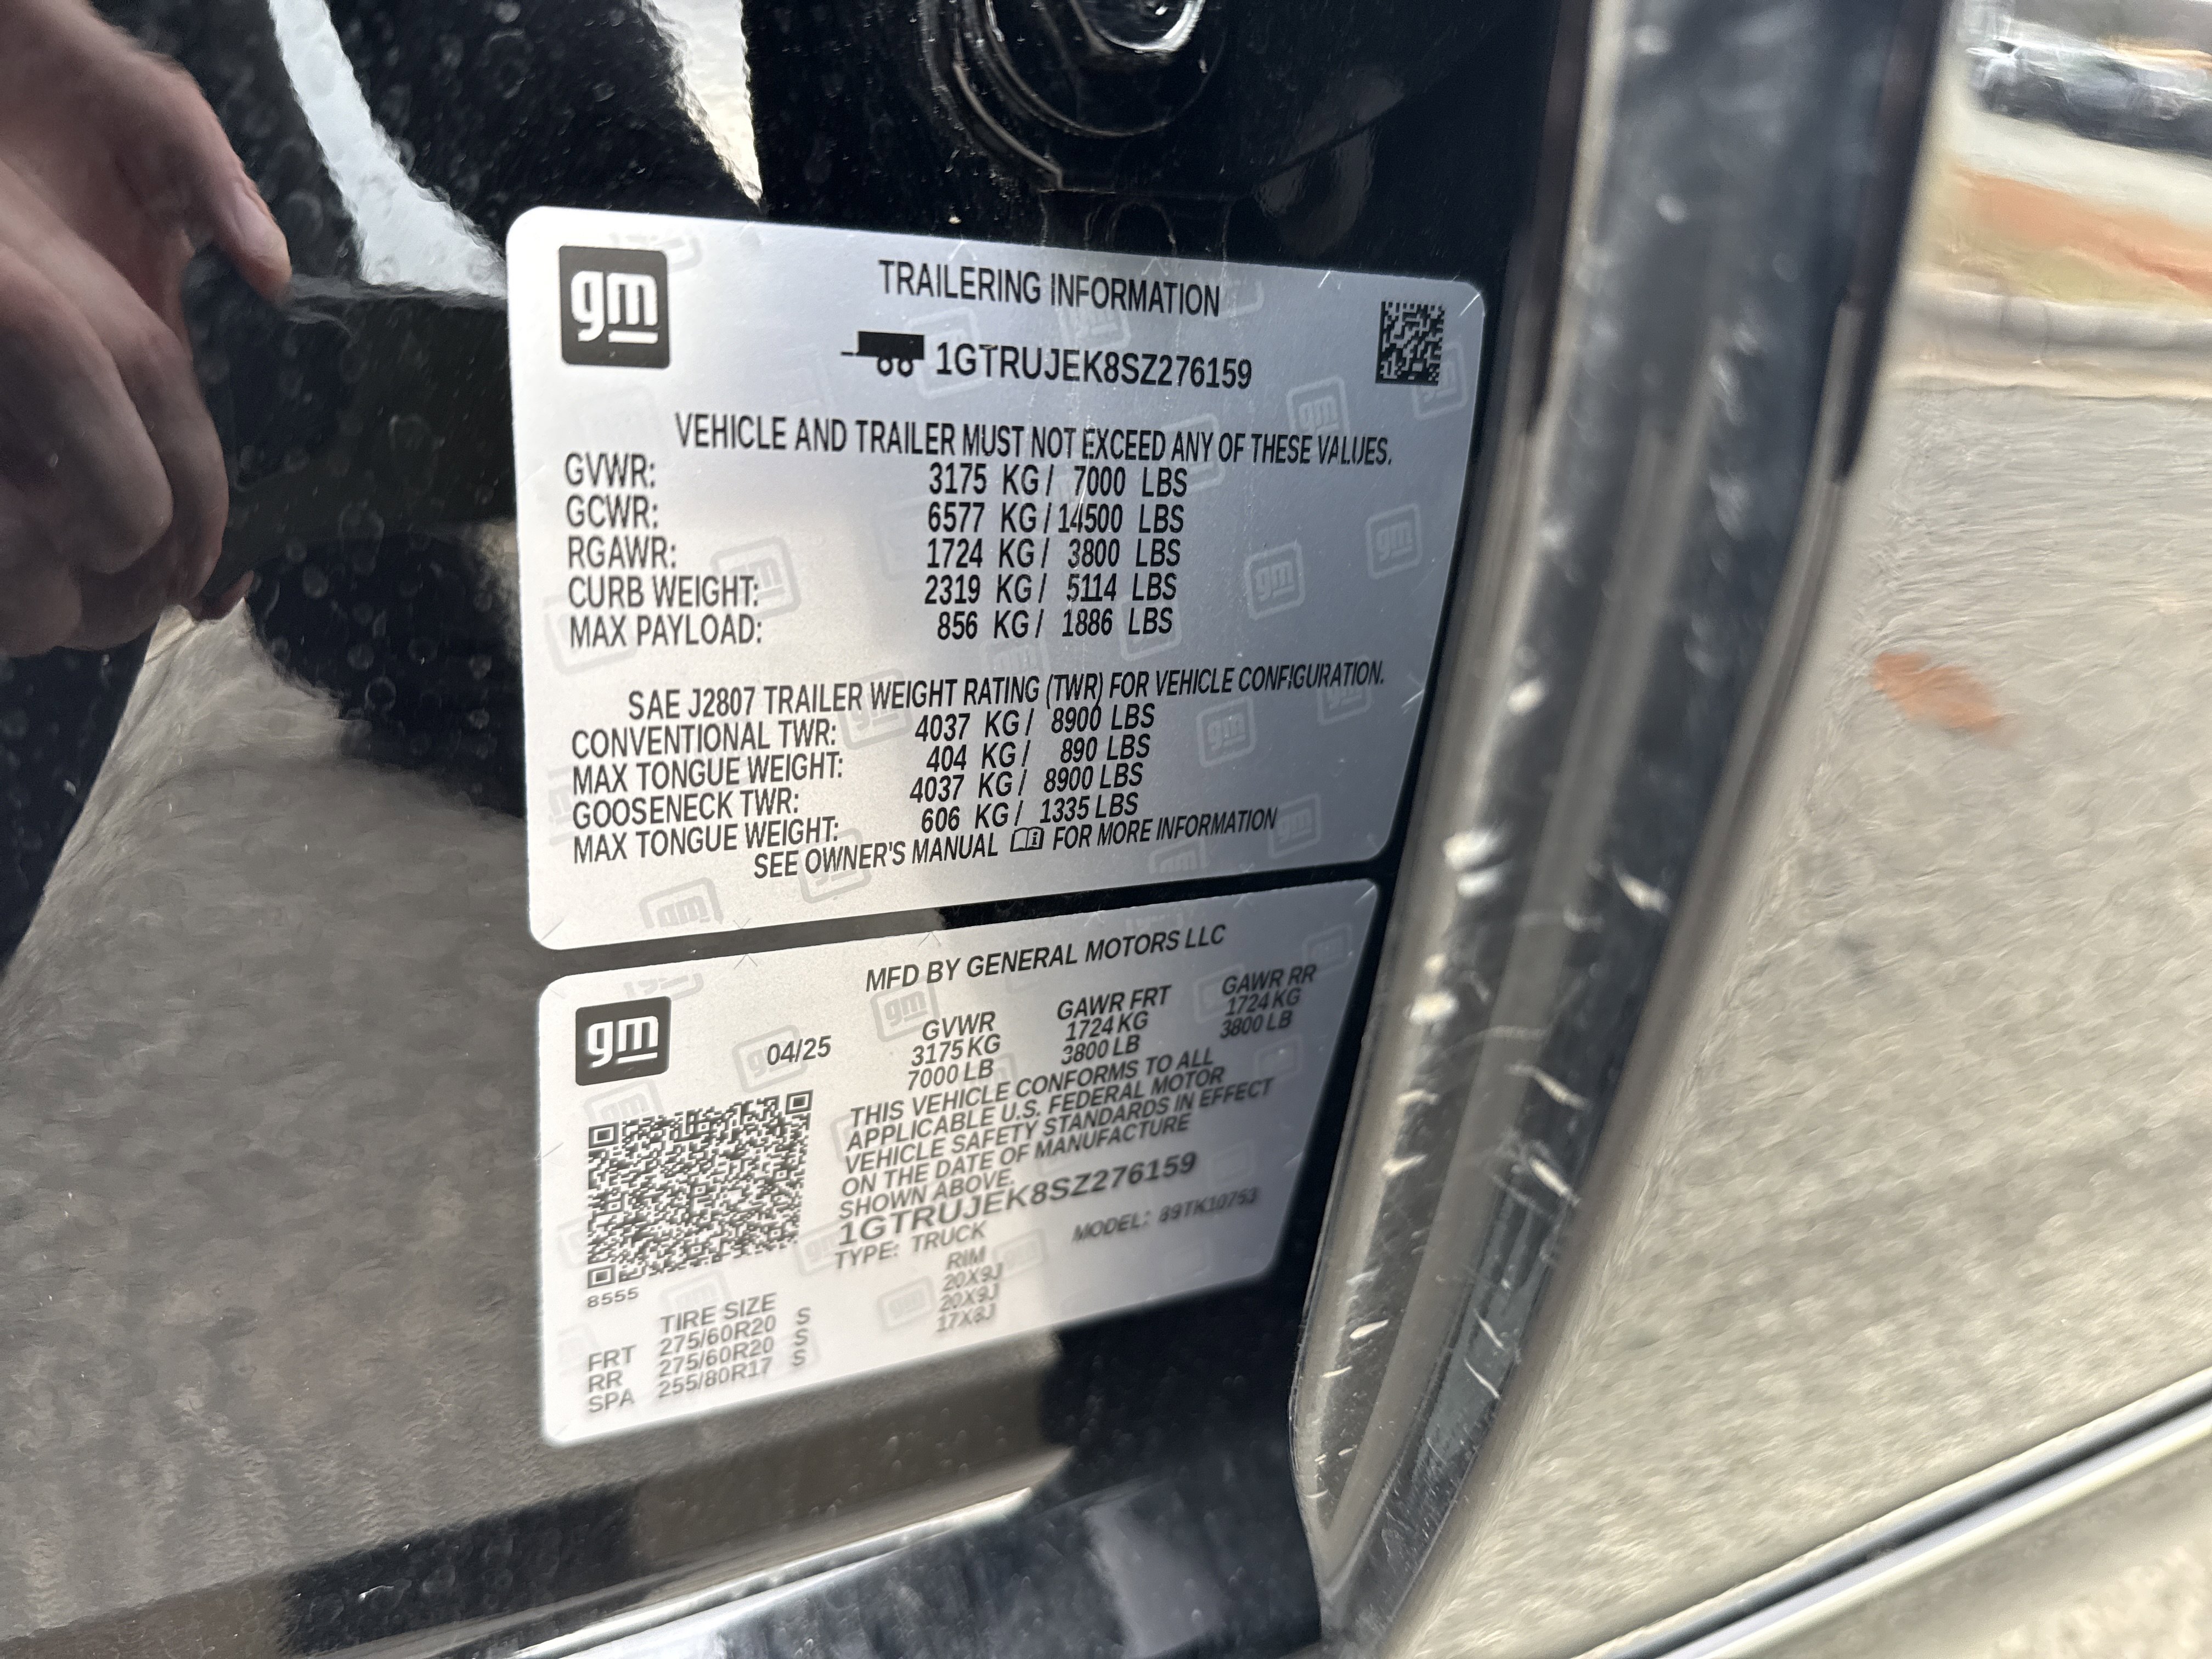 gm
TRAILERING INFORMATION
1GTRUJEK8SZ276159
VEHICLE AND TRAILER MUST NOT EXCEED ANY OF THESE VALUES.
GVWR: 3175 KG / 7000 LBS
GCWR: 6577 KG / 14500 LBS
RGAWR: 1724 KG / 3800 LBS
CURB WEIGHT: 2319 KG / 5114 LBS
MAX PAYLOAD: 856 KG / 1886 LBS
SAE J2807 TRAILER WEIGHT RATING (TWR) FOR VEHICLE CONFIGURATION.
CONVENTIONAL TWR: 4037 KG / 8900 LBS
MAX TONGUE WEIGHT: 404 KG / 890 LBS
GOOSENECK TWR: 4037 KG / 8900 LBS
MAX TONGUE WEIGHT: 606 KG / 1335 LBS
SEE OWNER'S MANUAL FOR MORE INFORMATION
gm
MFD BY GENERAL MOTORS LLC
04/25 GVWR GAWR FRT GAWR RR
3175 KG 1724 KG 1724 KG
7000 LB 3800 LB 3800 LB
THIS VEHICLE CONFORMS TO ALL
APPLICABLE U.S. FEDERAL MOTOR
VEHICLE SAFETY STANDARDS IN EFFECT
ON THE DATE OF MANUFACTURE
SHOWN ABOVE.
1GTRUJEK8SZ276159
TYPE: TRUCK MODEL: 89TK10753
8555
TIRE SIZE RIM
FRT 275/60R20 S 20X9J
RR 275/60R20 S 20X9J
SPA 255/80R17 S 17X8J